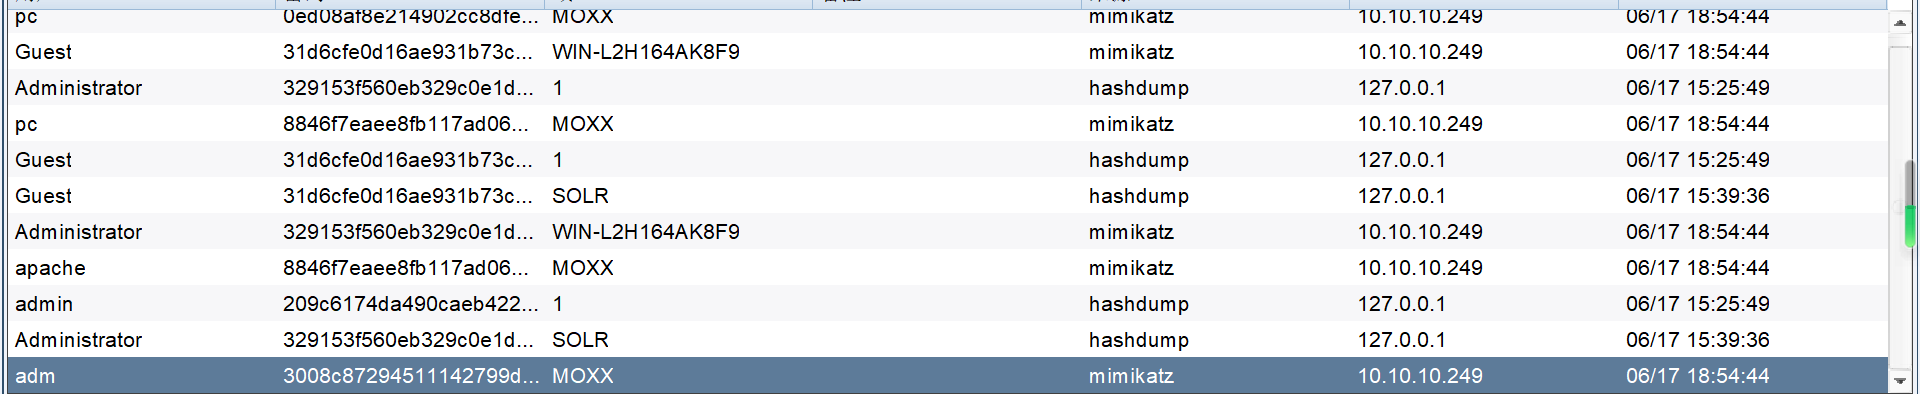 pc 0ed08af8e214902cc8dfe... MOXX mimikatz 10.10.10.249 06/17 18:54:44
Guest 31d6cfe0d16ae931b73c... WIN-L2H164AK8F9 mimikatz 10.10.10.249 06/17 18:54:44
Administrator 329153f560eb329c0e1d... 1 hashdump 127.0.0.1 06/17 15:25:49
pc 8846f7eaee8fb117ad06... MOXX mimikatz 10.10.10.249 06/17 18:54:44
Guest 31d6cfe0d16ae931b73c... 1 hashdump 127.0.0.1 06/17 15:25:49
Guest 31d6cfe0d16ae931b73c... SOLR hashdump 127.0.0.1 06/17 15:39:36
Administrator 329153f560eb329c0e1d... WIN-L2H164AK8F9 mimikatz 10.10.10.249 06/17 18:54:44
apache 8846f7eaee8fb117ad06... MOXX mimikatz 10.10.10.249 06/17 18:54:44
admin 209c6174da490caeb422... 1 hashdump 127.0.0.1 06/17 15:25:49
Administrator 329153f560eb329c0e1d... SOLR hashdump 127.0.0.1 06/17 15:39:36
adm 3008c87294511142799d... MOXX mimikatz 10.10.10.249 06/17 18:54:44